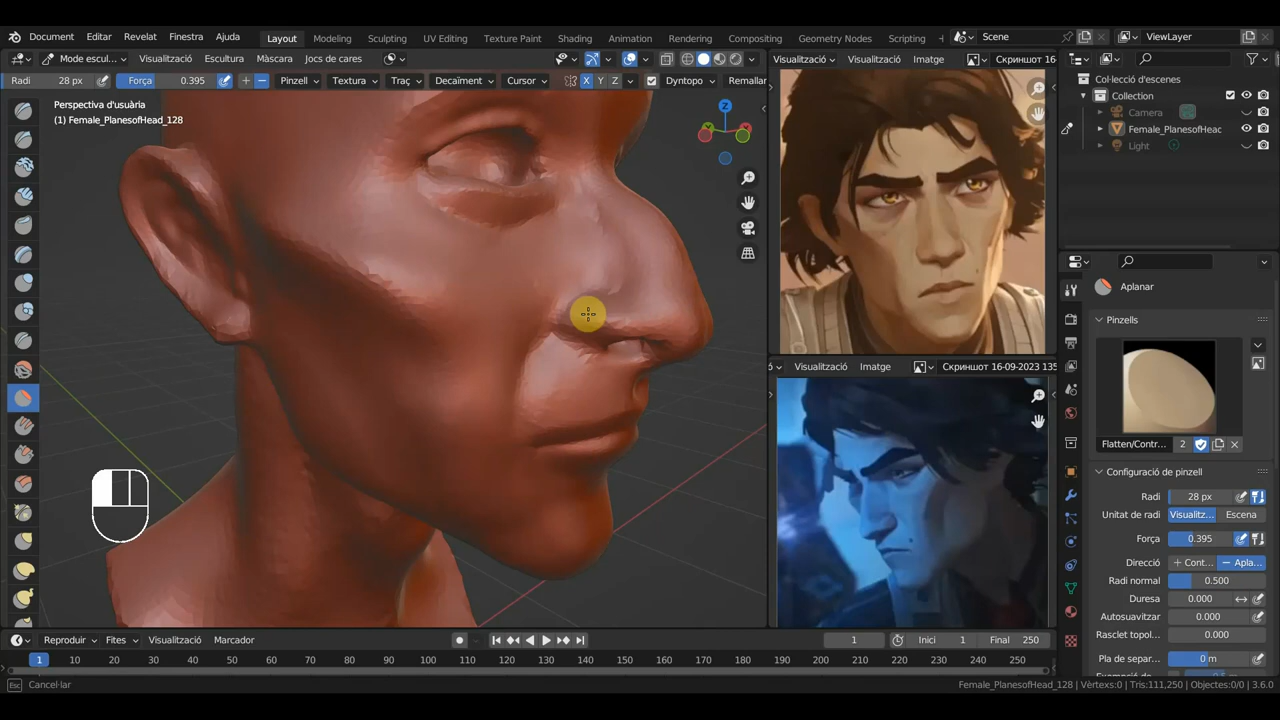 Document Editar Revelat Finestra Ajuda Layout Modeling Sculpting UV Editing Texture Paint Shading Animation Rendering Compositing Geometry Nodes Scripting Scene ViewLayer
Mode escul... Visualització Escultura Màscara Jocs de cares
Visualització Visualització Imatge Скриншот 16
Radi 28 px Força 0.395 Pinzell Textura Traç Decaïment Cursor X Y Z Dyntopo Remallar
Perspectiva d'usuària
(1) Female_PlanesofHead_128
Z
Col·lecció d'escenes
Collection
Camera
Female_PlanesofHeac
Light
Aplanar
Pinzells
Flatten/Contr... 2
Configuració de pinzell
Radi 28 px
Unitat de radi Visualitz... Escena
Força 0.395
Direcció + Cont... − Apla...
Radi normal 0.500
Duresa 0.000
Autosuavitzar 0.000
Rasclet topol... 0.000
Pla de separ... 0 m
Visualització Imatge Скриншот 16-09-2023 135
Reproduir Fites Visualització Marcador 1 Inici 1 Final 250
1 10 20 30 40 50 60 70 80 90 100 110 120 130 140 150 160 170 180 190 200 210 220 230 240 250
Esc Cancel·lar
Female_PlanesofHead_128 | Vèrtexs:0 | Tris:111,250 | Objectes:0/0 | 3.6.0